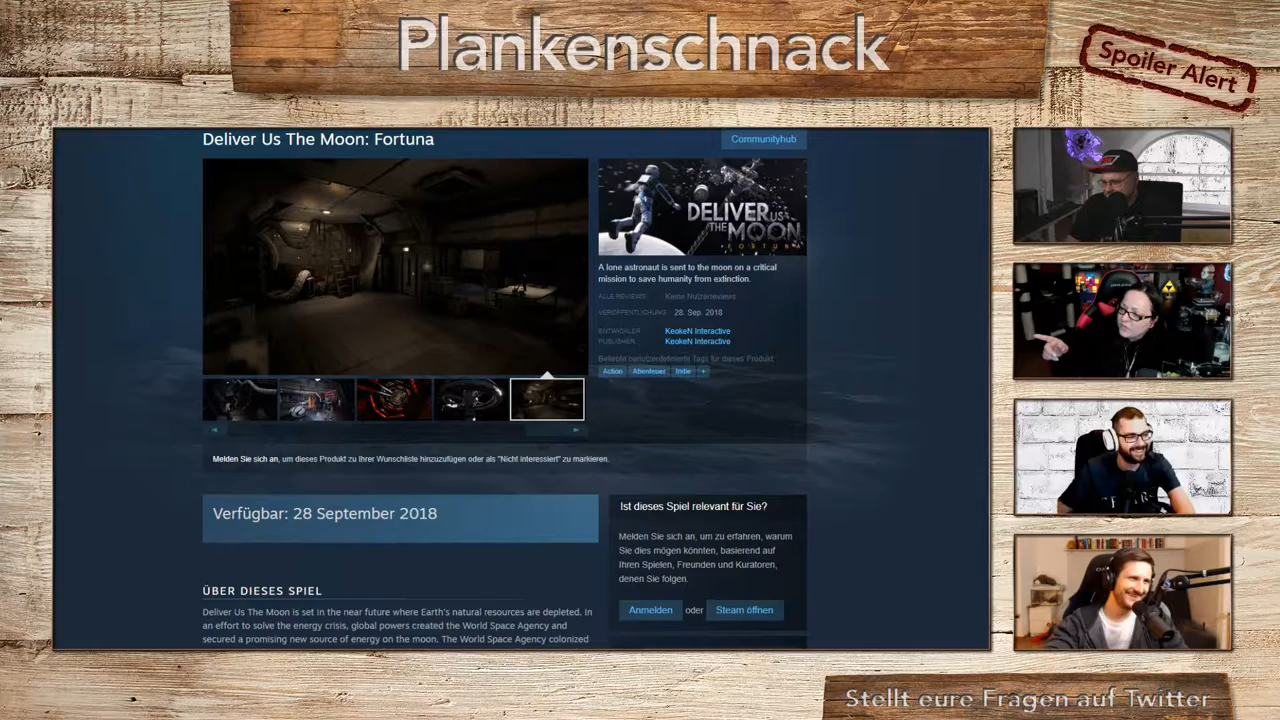 Plankenschnack
Spoiler Alert
Deliver Us The Moon: Fortuna
Communityhub
DELIVER US
THE MOON
FORTUNA
A lone astronaut is sent to the moon on a critical
mission to save humanity from extinction.
ALLE REVIEWS: Keine Nutzerreviews
VERÖFFENTLICHUNG: 28. Sep. 2018
ENTWICKLER: KeokeN Interactive
PUBLISHER: KeokeN Interactive
Beliebte benutzerdefinierte Tags für dieses Produkt:
Action Abenteuer Indie +
Melden Sie sich an, um dieses Produkt zu Ihrer Wunschliste hinzuzufügen oder als "Nicht interessiert" zu markieren.
Verfügbar: 28 September 2018
Ist dieses Spiel relevant für Sie?
Melden Sie sich an, um zu erfahren, warum
Sie dies mögen könnten, basierend auf
Ihren Spielen, Freunden und Kuratoren,
denen Sie folgen.
Anmelden oder Steam öffnen
ÜBER DIESES SPIEL
Deliver Us The Moon is set in the near future where Earth's natural resources are depleted. In
an effort to solve the energy crisis, global powers created the World Space Agency and
secured a promising new source of energy on the moon. The World Space Agency colonized
Stellt eure Fragen auf Twitter